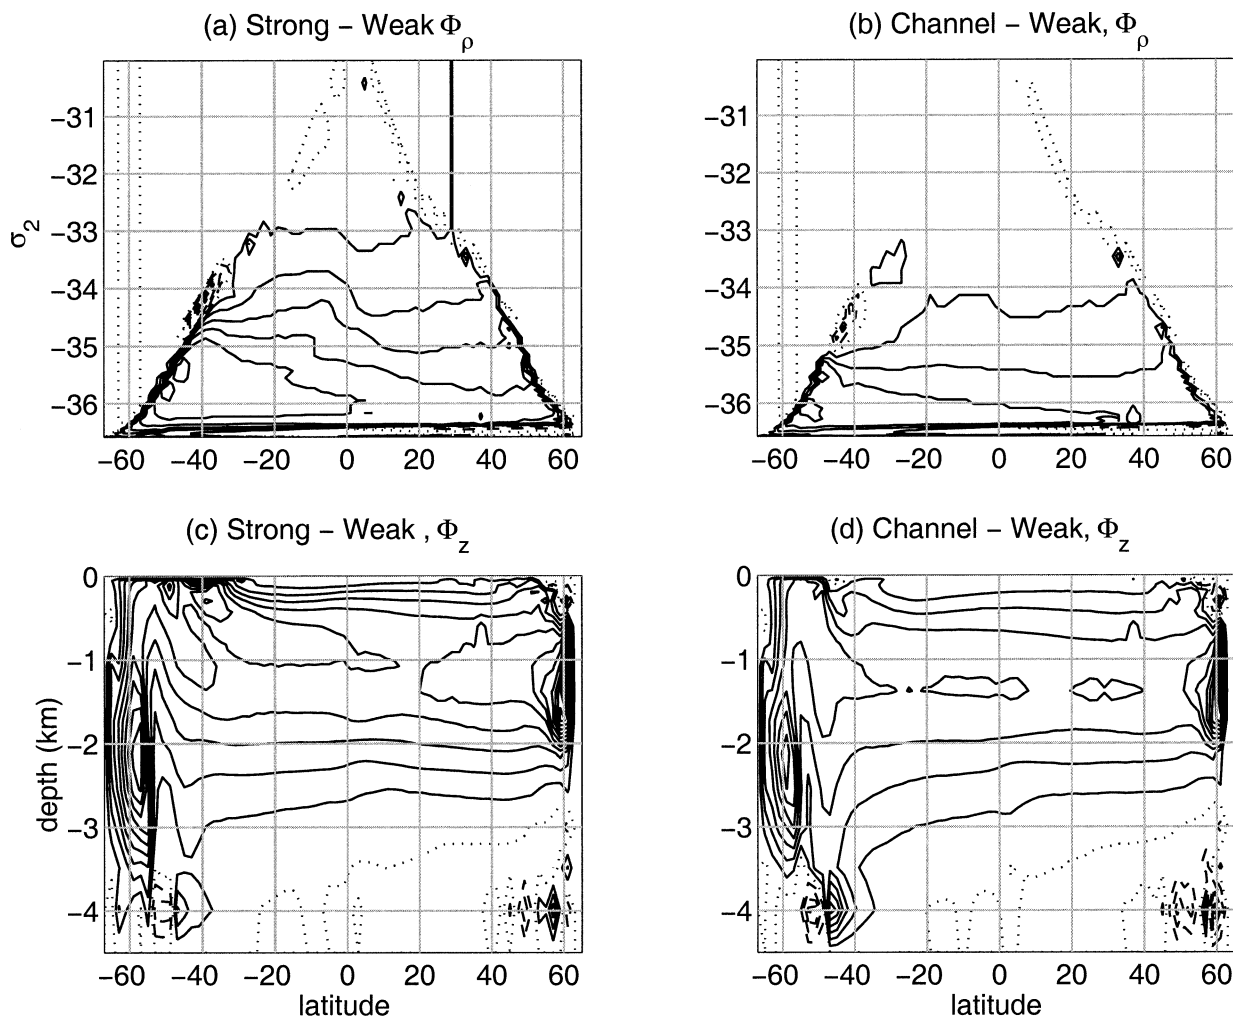 (a) Strong − Weak Φρ
(b) Channel − Weak, Φρ
−31
−32
−33
−34
−35
−36
σ2
−60 −40 −20 0 20 40 60
−31
−32
−33
−34
−35
−36
−60 −40 −20 0 20 40 60
(c) Strong − Weak , Φz
(d) Channel − Weak, Φz
0
−1
−2
−3
−4
depth (km)
−60 −40 −20 0 20 40 60
latitude
0
−1
−2
−3
−4
−60 −40 −20 0 20 40 60
latitude